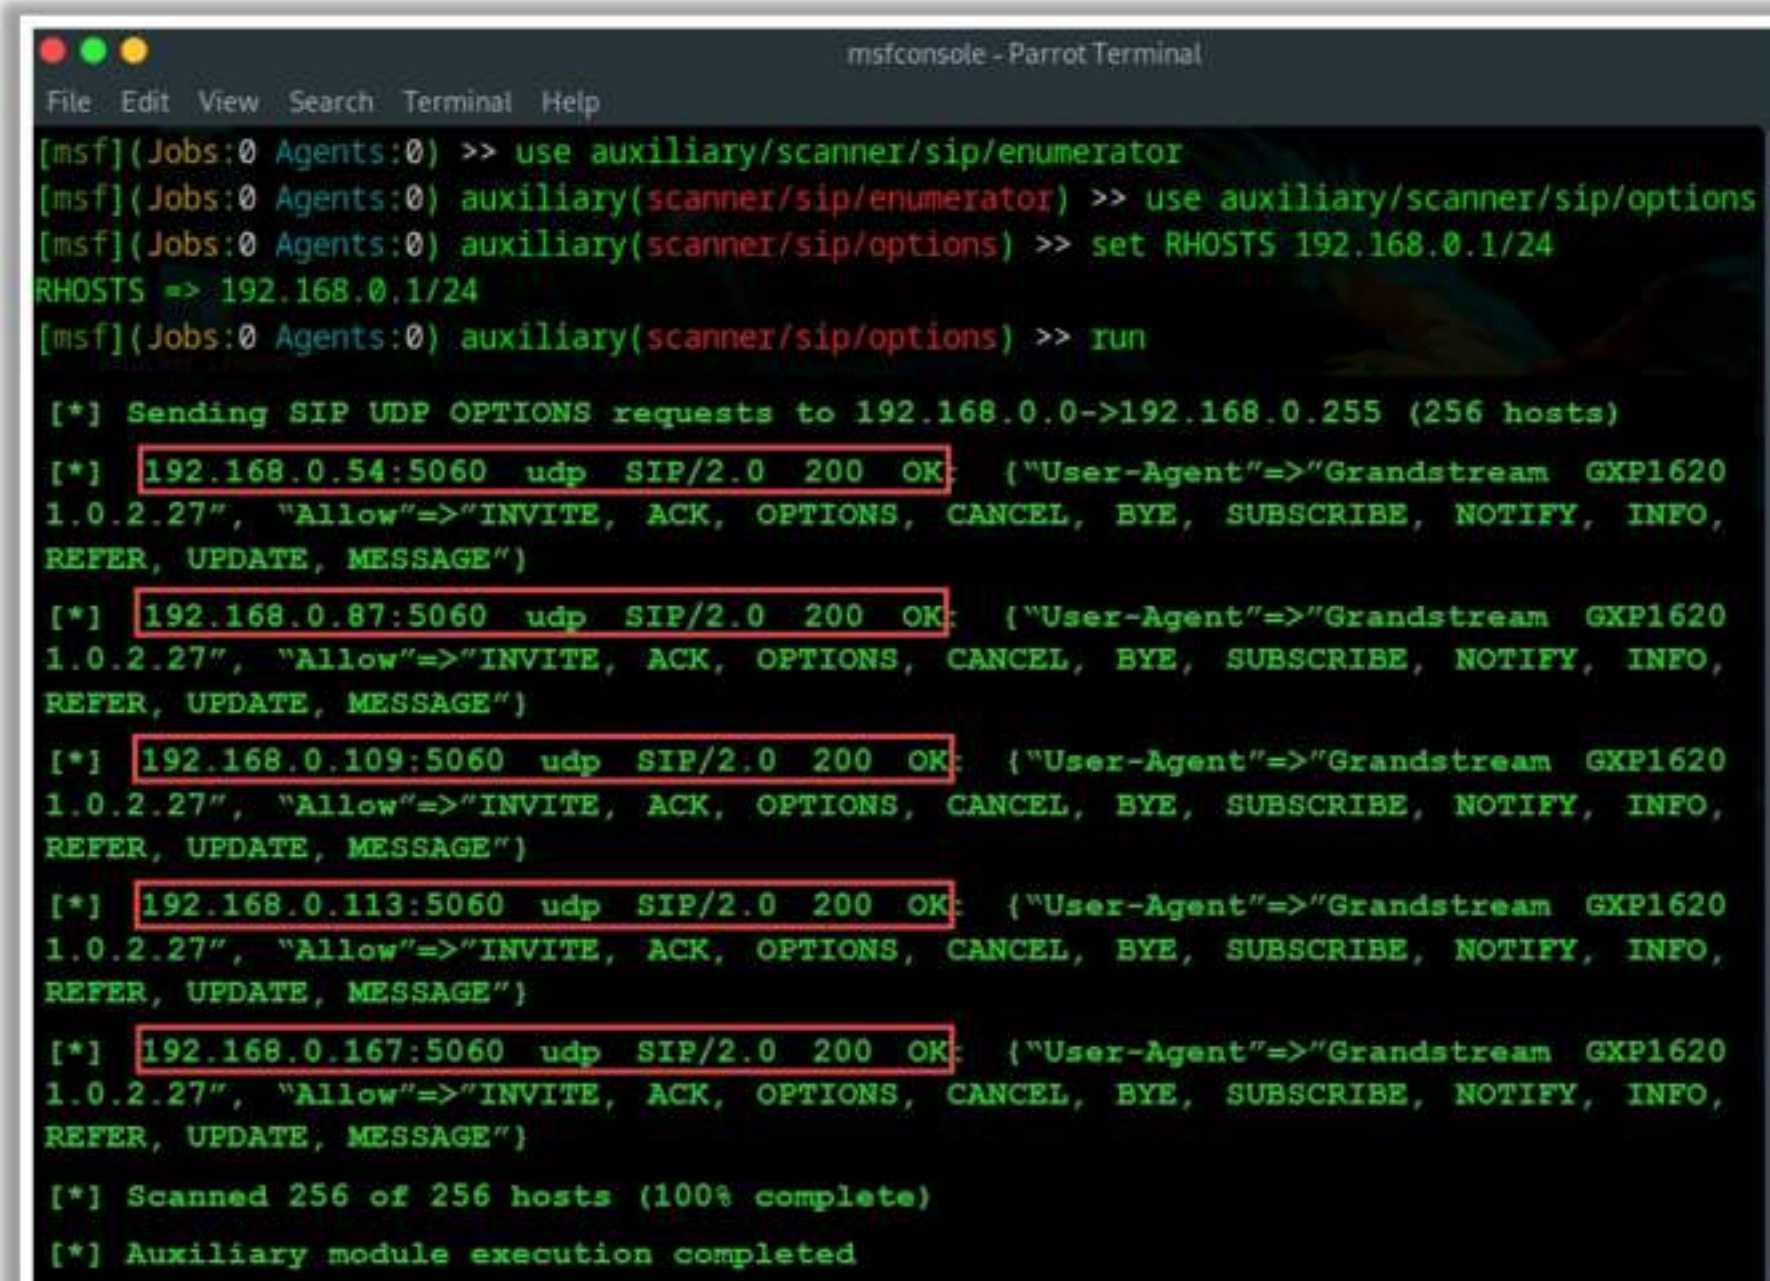 msfconsole - Parrot Terminal
File Edit View Search Terminal Help
[msf](Jobs:0 Agents:0) >> use auxiliary/scanner/sip/enumerator
[msf](Jobs:0 Agents:0) auxiliary(scanner/sip/enumerator) >> use auxiliary/scanner/sip/options
[msf](Jobs:0 Agents:0) auxiliary(scanner/sip/options) >> set RHOSTS 192.168.0.1/24
RHOSTS => 192.168.0.1/24
[msf](Jobs:0 Agents:0) auxiliary(scanner/sip/options) >> run
[*] Sending SIP UDP OPTIONS requests to 192.168.0.0->192.168.0.255 (256 hosts)
[*] 192.168.0.54:5060 udp SIP/2.0 200 OK: {“User-Agent”=>”Grandstream GXP1620
1.0.2.27”, “Allow”=>”INVITE, ACK, OPTIONS, CANCEL, BYE, SUBSCRIBE, NOTIFY, INFO,
REFER, UPDATE, MESSAGE”}
[*] 192.168.0.87:5060 udp SIP/2.0 200 OK: {“User-Agent”=>”Grandstream GXP1620
1.0.2.27”, “Allow”=>”INVITE, ACK, OPTIONS, CANCEL, BYE, SUBSCRIBE, NOTIFY, INFO,
REFER, UPDATE, MESSAGE”}
[*] 192.168.0.109:5060 udp SIP/2.0 200 OK: {“User-Agent”=>”Grandstream GXP1620
1.0.2.27”, “Allow”=>”INVITE, ACK, OPTIONS, CANCEL, BYE, SUBSCRIBE, NOTIFY, INFO,
REFER, UPDATE, MESSAGE”}
[*] 192.168.0.113:5060 udp SIP/2.0 200 OK: {“User-Agent”=>”Grandstream GXP1620
1.0.2.27”, “Allow”=>”INVITE, ACK, OPTIONS, CANCEL, BYE, SUBSCRIBE, NOTIFY, INFO,
REFER, UPDATE, MESSAGE”}
[*] 192.168.0.167:5060 udp SIP/2.0 200 OK: {“User-Agent”=>”Grandstream GXP1620
1.0.2.27”, “Allow”=>”INVITE, ACK, OPTIONS, CANCEL, BYE, SUBSCRIBE, NOTIFY, INFO,
REFER, UPDATE, MESSAGE”}
[*] Scanned 256 of 256 hosts (100% complete)
[*] Auxiliary module execution completed